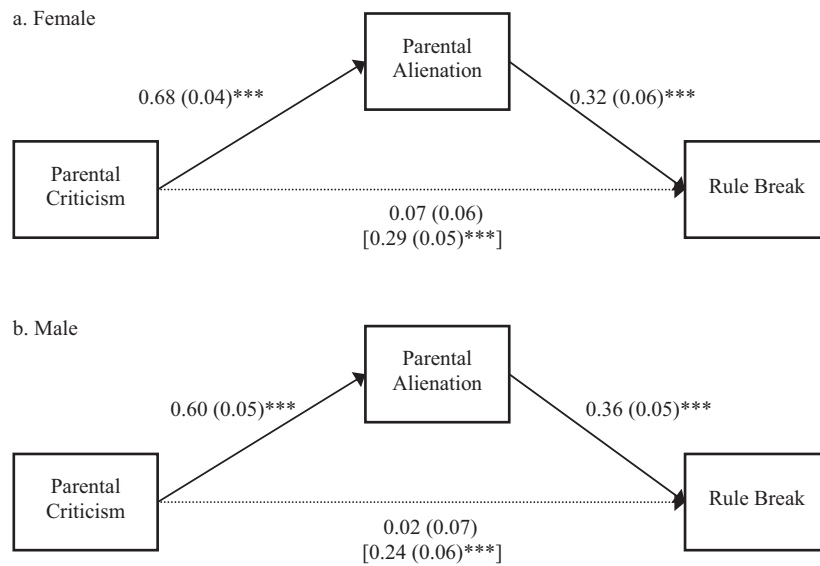 a. Female
Parental
Alienation
0.68 (0.04)***
0.32 (0.06)***
Parental
Criticism
Rule Break
0.07 (0.06)
[0.29 (0.05)***]
b. Male
Parental
Alienation
0.60 (0.05)***
0.36 (0.05)***
Parental
Criticism
Rule Break
0.02 (0.07)
[0.24 (0.06)***]